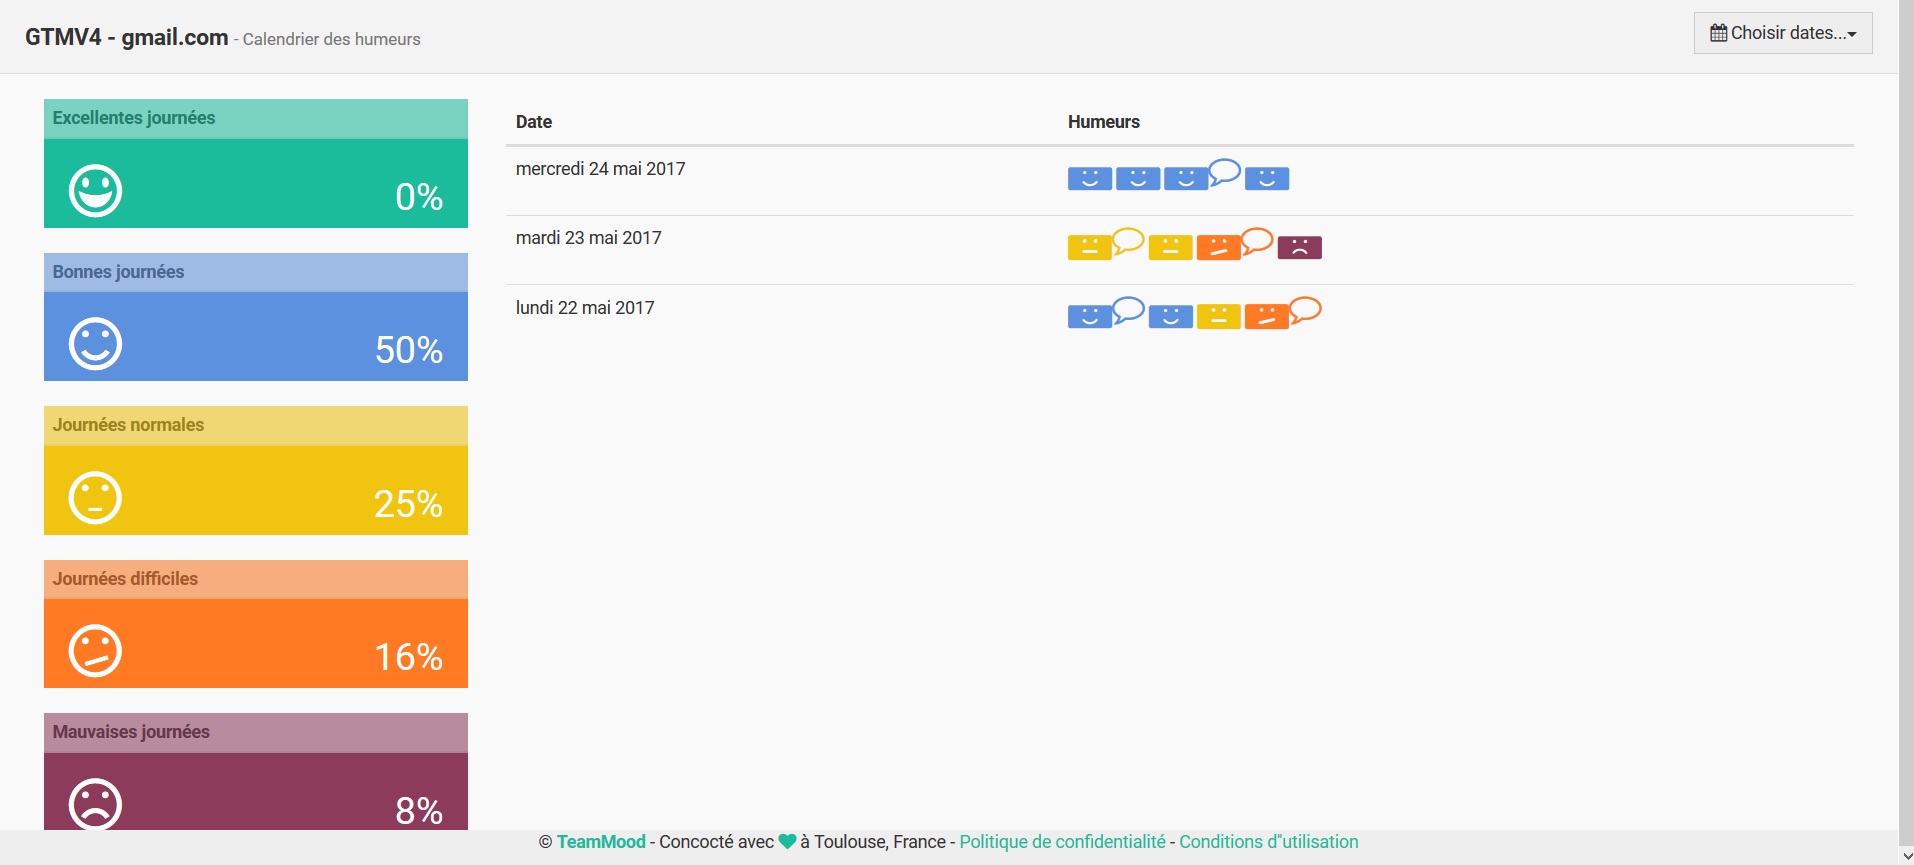 GTMV4 - gmail.com - Calendrier des humeurs
Choisir dates...
Excellentes journées
0%
Bonnes journées
50%
Journées normales
25%
Journées difficiles
16%
Mauvaises journées
8%
Date Humeurs
mercredi 24 mai 2017
mardi 23 mai 2017
lundi 22 mai 2017
© TeamMood - Concocté avec à Toulouse, France - Politique de confidentialité - Conditions d''utilisation